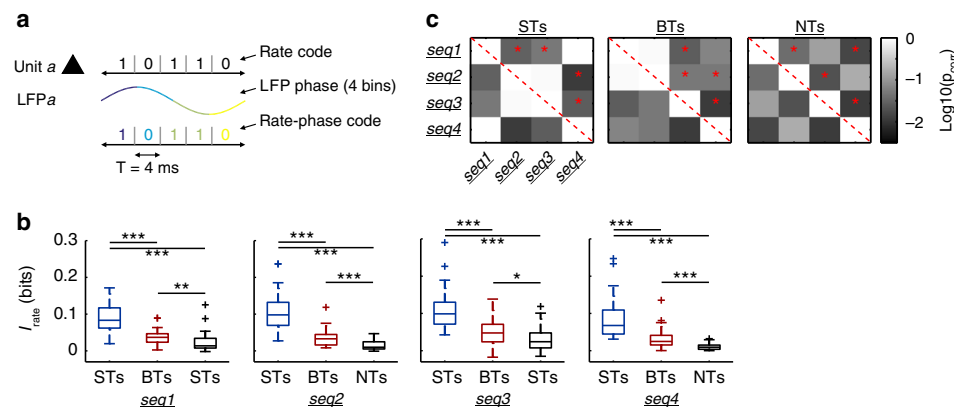 a
Unit a
1 0 1 1 0
Rate code
LFPa
LFP phase (4 bins)
1 0 1 1 0
Rate-phase code
T = 4 ms
c
STs BTs NTs
seq1 * * * * *
seq2 * * * *
seq3 * * *
seq4
seq1 seq2 seq3 seq4
0
−1
−2
Log10(pcorr)
b
Irate (bits)
0.3
0.2
0.1
0
***
***
**
STs BTs STs
seq1
***
***
***
STs BTs NTs
seq2
***
***
*
STs BTs STs
seq3
***
***
***
STs BTs NTs
seq4